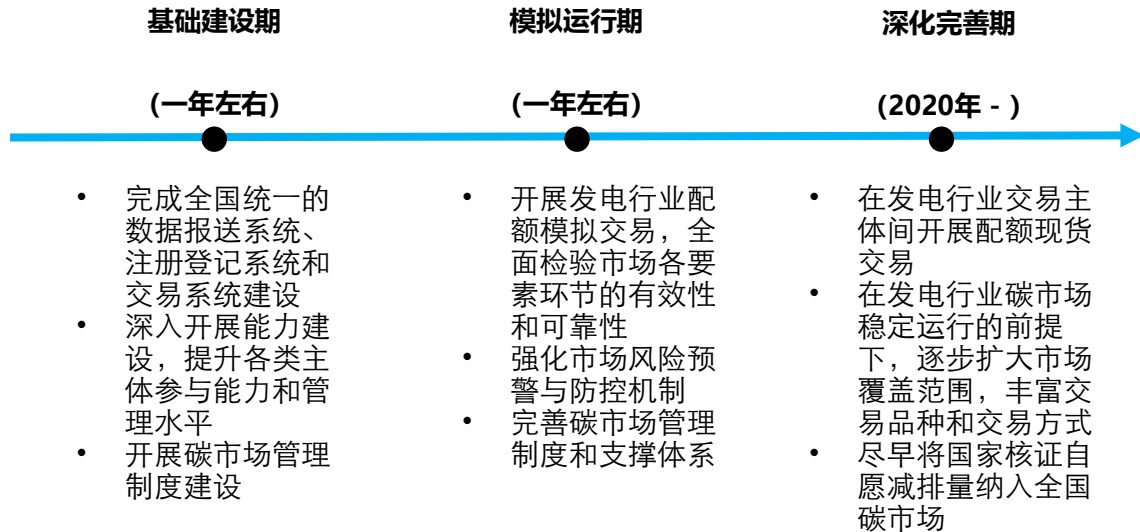 基础建设期
(一年左右)
• 完成全国统一的
数据报送系统、
注册登记系统和
交易系统建设
• 深入开展能力建
设，提升各类主
体参与能力和管
理水平
• 开展碳市场管理
制度建设
模拟运行期
(一年左右)
• 开展发电行业配
额模拟交易，全
面检验市场各要
素环节的有效性
和可靠性
• 强化市场风险预
警与防控机制
• 完善碳市场管理
制度和支撑体系
深化完善期
(2020年 - )
• 在发电行业交易主
体间开展配额现货
交易
• 在发电行业碳市场
稳定运行的前提
下，逐步扩大市场
覆盖范围，丰富交
易品种和交易方式
• 尽早将国家核证自
愿减排量纳入全国
碳市场